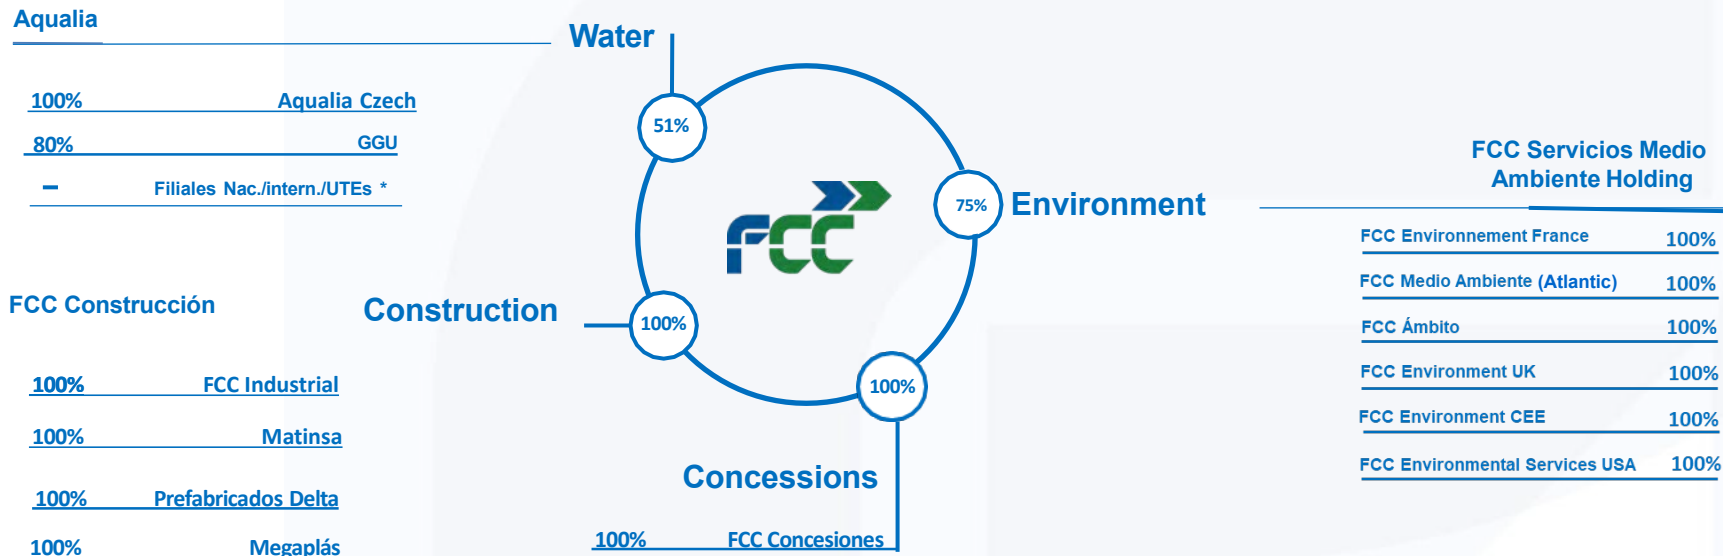 Aqualia
100% Aqualia Czech
80% GGU
– Filiales Nac./intern./UTEs *
Water
51%
FCC
75%
Environment
FCC Servicios Medio
Ambiente Holding
FCC Environnement France 100%
FCC Medio Ambiente (Atlantic) 100%
FCC Ámbito 100%
FCC Environment UK 100%
FCC Environment CEE 100%
FCC Environmental Services USA 100%
FCC Construcción
Construction
100%
100% FCC Industrial
100% Matinsa
100% Prefabricados Delta
100% Megaplás
100%
Concessions
100% FCC Concesiones